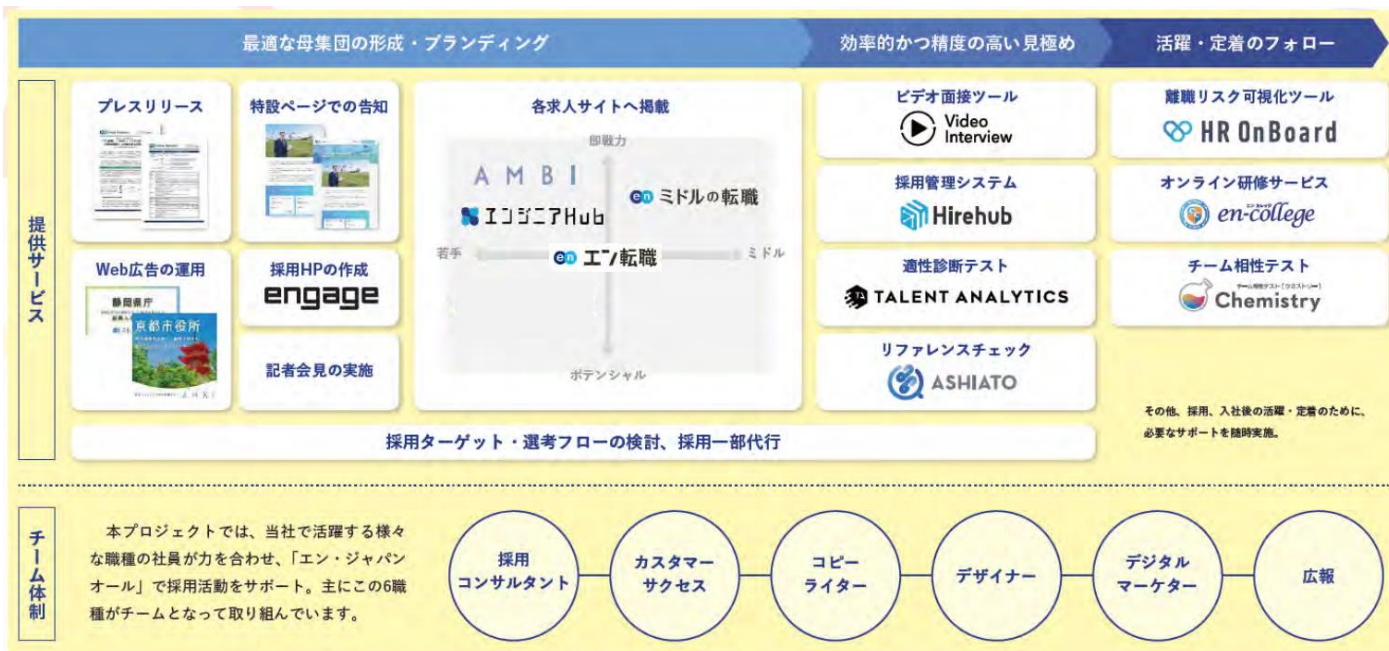 最適な母集団の形成・ブランディング
効率的かつ精度の高い見極め
活躍・定着のフォロー
提供サービス
プレスリリース
特設ページでの告知
Web広告の運用
静岡県庁
京都市役所
採用HPの作成
engage
記者会見の実施
各求人サイトへ掲載
即戦力
AMBI
en ミドルの転職
エンジニアHub
若手
en エン転職
ミドル
ポテンシャル
ビデオ面接ツール
Video
Interview
採用管理システム
Hirehub
適性診断テスト
TALENT ANALYTICS
リファレンスチェック
ASHIATO
離職リスク可視化ツール
HR OnBoard
オンライン研修サービス
エン カレッジ
en-college
チーム相性テスト
Chemistry
その他、採用、入社後の活躍・定着のために、
必要なサポートを随時実施。
採用ターゲット・選考フローの検討、採用一部代行
チーム体制
本プロジェクトでは、当社で活躍する様々
な職種の社員が力を合わせ、「エン・ジャパン
オール」で採用活動をサポート。主にこの6職
種がチームとなって取り組んでいます。
採用
コンサルタント
カスタマー
サクセス
コピー
ライター
デザイナー
デジタル
マーケター
広報